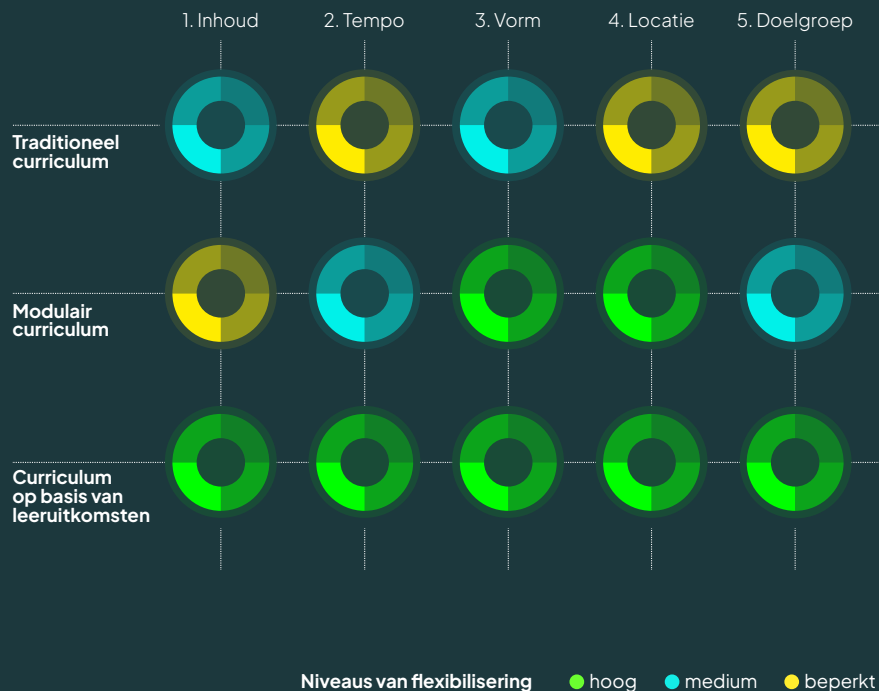 1. Inhoud
2. Tempo
3. Vorm
4. Locatie
5. Doelgroep
Traditioneel
curriculum
Modulair
curriculum
Curriculum
op basis van
leeruitkomsten
Niveaus van flexibilisering
hoog
medium
beperkt